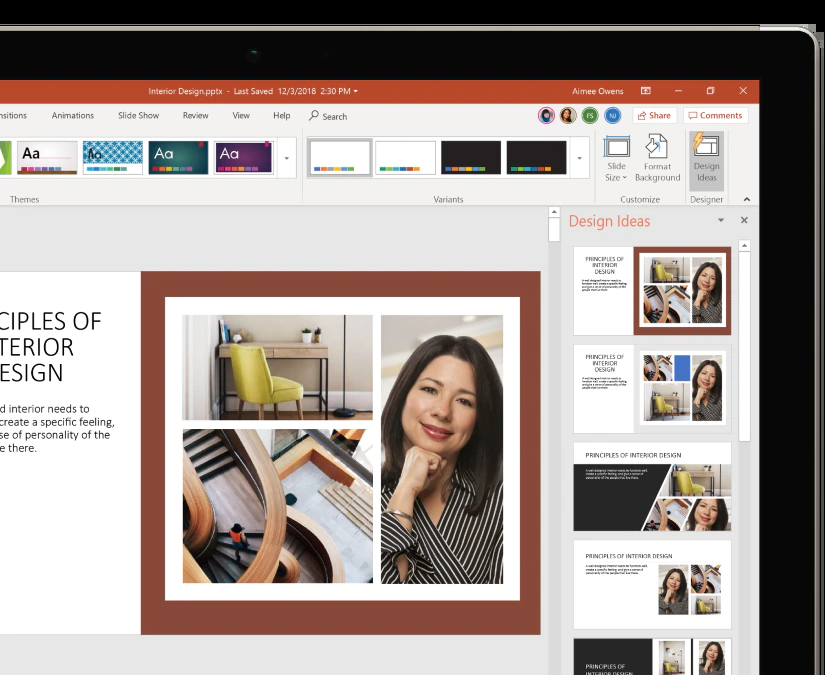 Interior Design.pptx - Last Saved 12/3/2018 2:30 PM
Aimee Owens
Animations
Slide Show
Review
View
Help
Search
FS
NJ
Share
Comments
Aa
Aa
Aa
Aa
Slide
Size
Format
Background
Design
Ideas
Themes
Variants
Customize
Designer
Design Ideas
CIPLES OF
TERIOR
ESIGN
d interior needs to
create a specific feeling,
se of personality of the
e there.
PRINCIPLES OF
INTERIOR
DESIGN
PRINCIPLES OF
INTERIOR
DESIGN
PRINCIPLES OF INTERIOR DESIGN
PRINCIPLES OF INTERIOR DESIGN
PRINCIPLES OF
INTERIOR DESIGN